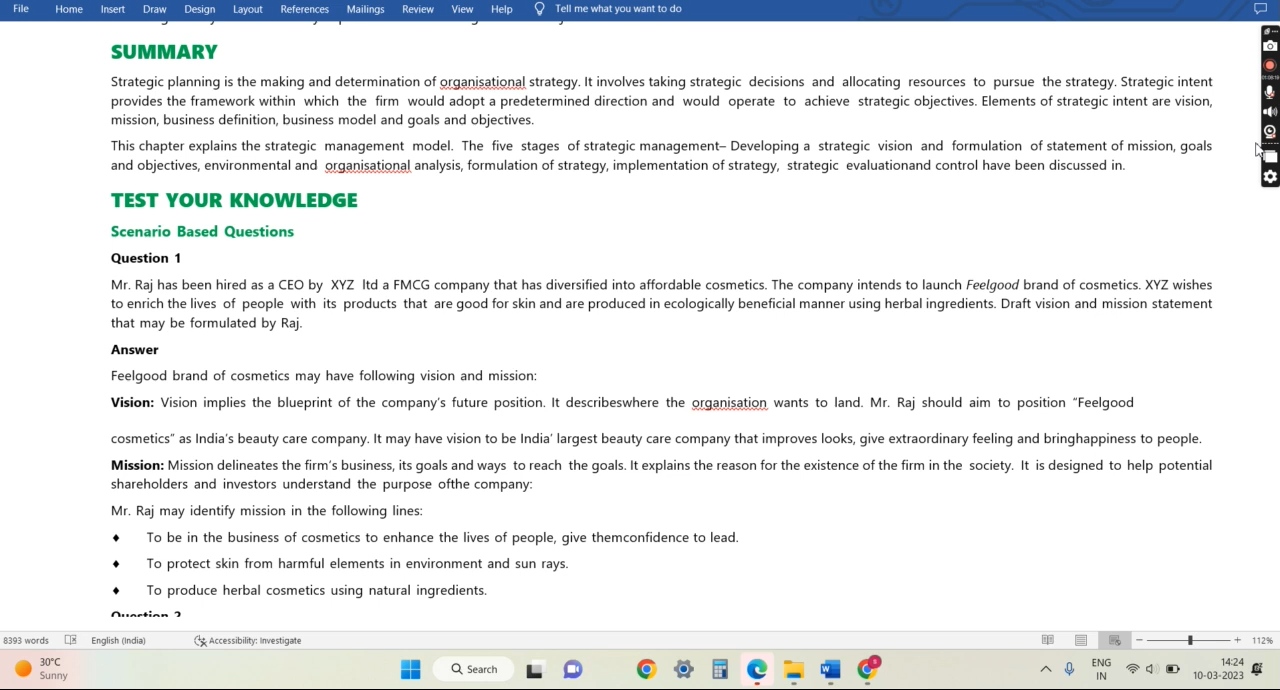 File Home Insert Draw Design Layout References Mailings Review View Help Tell me what you want to do
SUMMARY
Strategic planning is the making and determination of organisational strategy. It involves taking strategic decisions and allocating resources to pursue the strategy. Strategic intent
provides the framework within which the firm would adopt a predetermined direction and would operate to achieve strategic objectives. Elements of strategic intent are vision,
mission, business definition, business model and goals and objectives.
This chapter explains the strategic management model. The five stages of strategic management– Developing a strategic vision and formulation of statement of mission, goals
and objectives, environmental and organisational analysis, formulation of strategy, implementation of strategy, strategic evaluationand control have been discussed in.
TEST YOUR KNOWLEDGE
Scenario Based Questions
Question 1
Mr. Raj has been hired as a CEO by XYZ ltd a FMCG company that has diversified into affordable cosmetics. The company intends to launch Feelgood brand of cosmetics. XYZ wishes
to enrich the lives of people with its products that are good for skin and are produced in ecologically beneficial manner using herbal ingredients. Draft vision and mission statement
that may be formulated by Raj.
Answer
Feelgood brand of cosmetics may have following vision and mission:
Vision: Vision implies the blueprint of the company's future position. It describeswhere the organisation wants to land. Mr. Raj should aim to position "Feelgood
cosmetics" as India's beauty care company. It may have vision to be India' largest beauty care company that improves looks, give extraordinary feeling and bringhappiness to people.
Mission: Mission delineates the firm's business, its goals and ways to reach the goals. It explains the reason for the existence of the firm in the society. It is designed to help potential
shareholders and investors understand the purpose ofthe company:
Mr. Raj may identify mission in the following lines:
♦ To be in the business of cosmetics to enhance the lives of people, give themconfidence to lead.
♦ To protect skin from harmful elements in environment and sun rays.
♦ To produce herbal cosmetics using natural ingredients.
Question 2
8393 words English (India) Accessibility: Investigate 112%
30°C
Sunny
Search
ENG
IN
14:24
10-03-2023